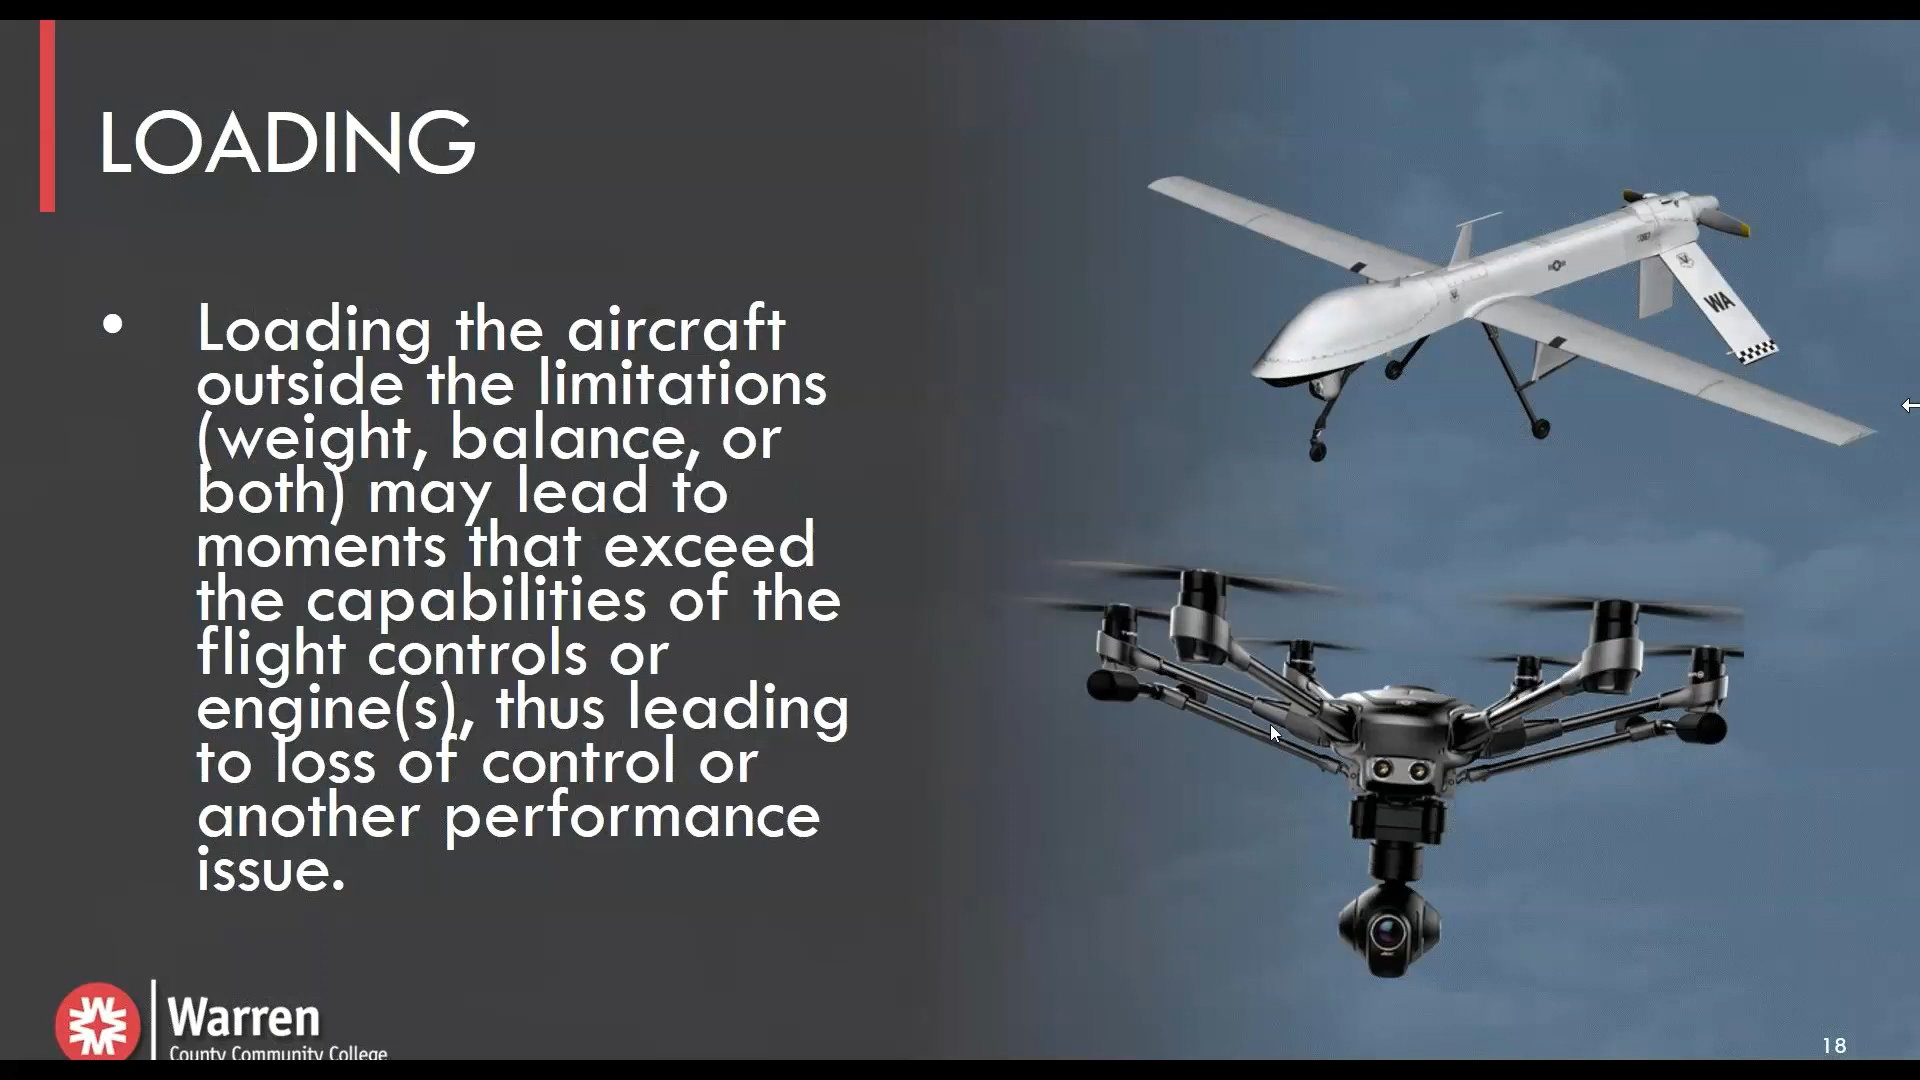 LOADING
• Loading the aircraft
outside the limitations
(weight, balance, or
both) may lead to
moments that exceed
the capabilities of the
flight controls or
engine(s), thus leading
to loss of control or
another performance
issue.
WA
Warren
County Community College
18